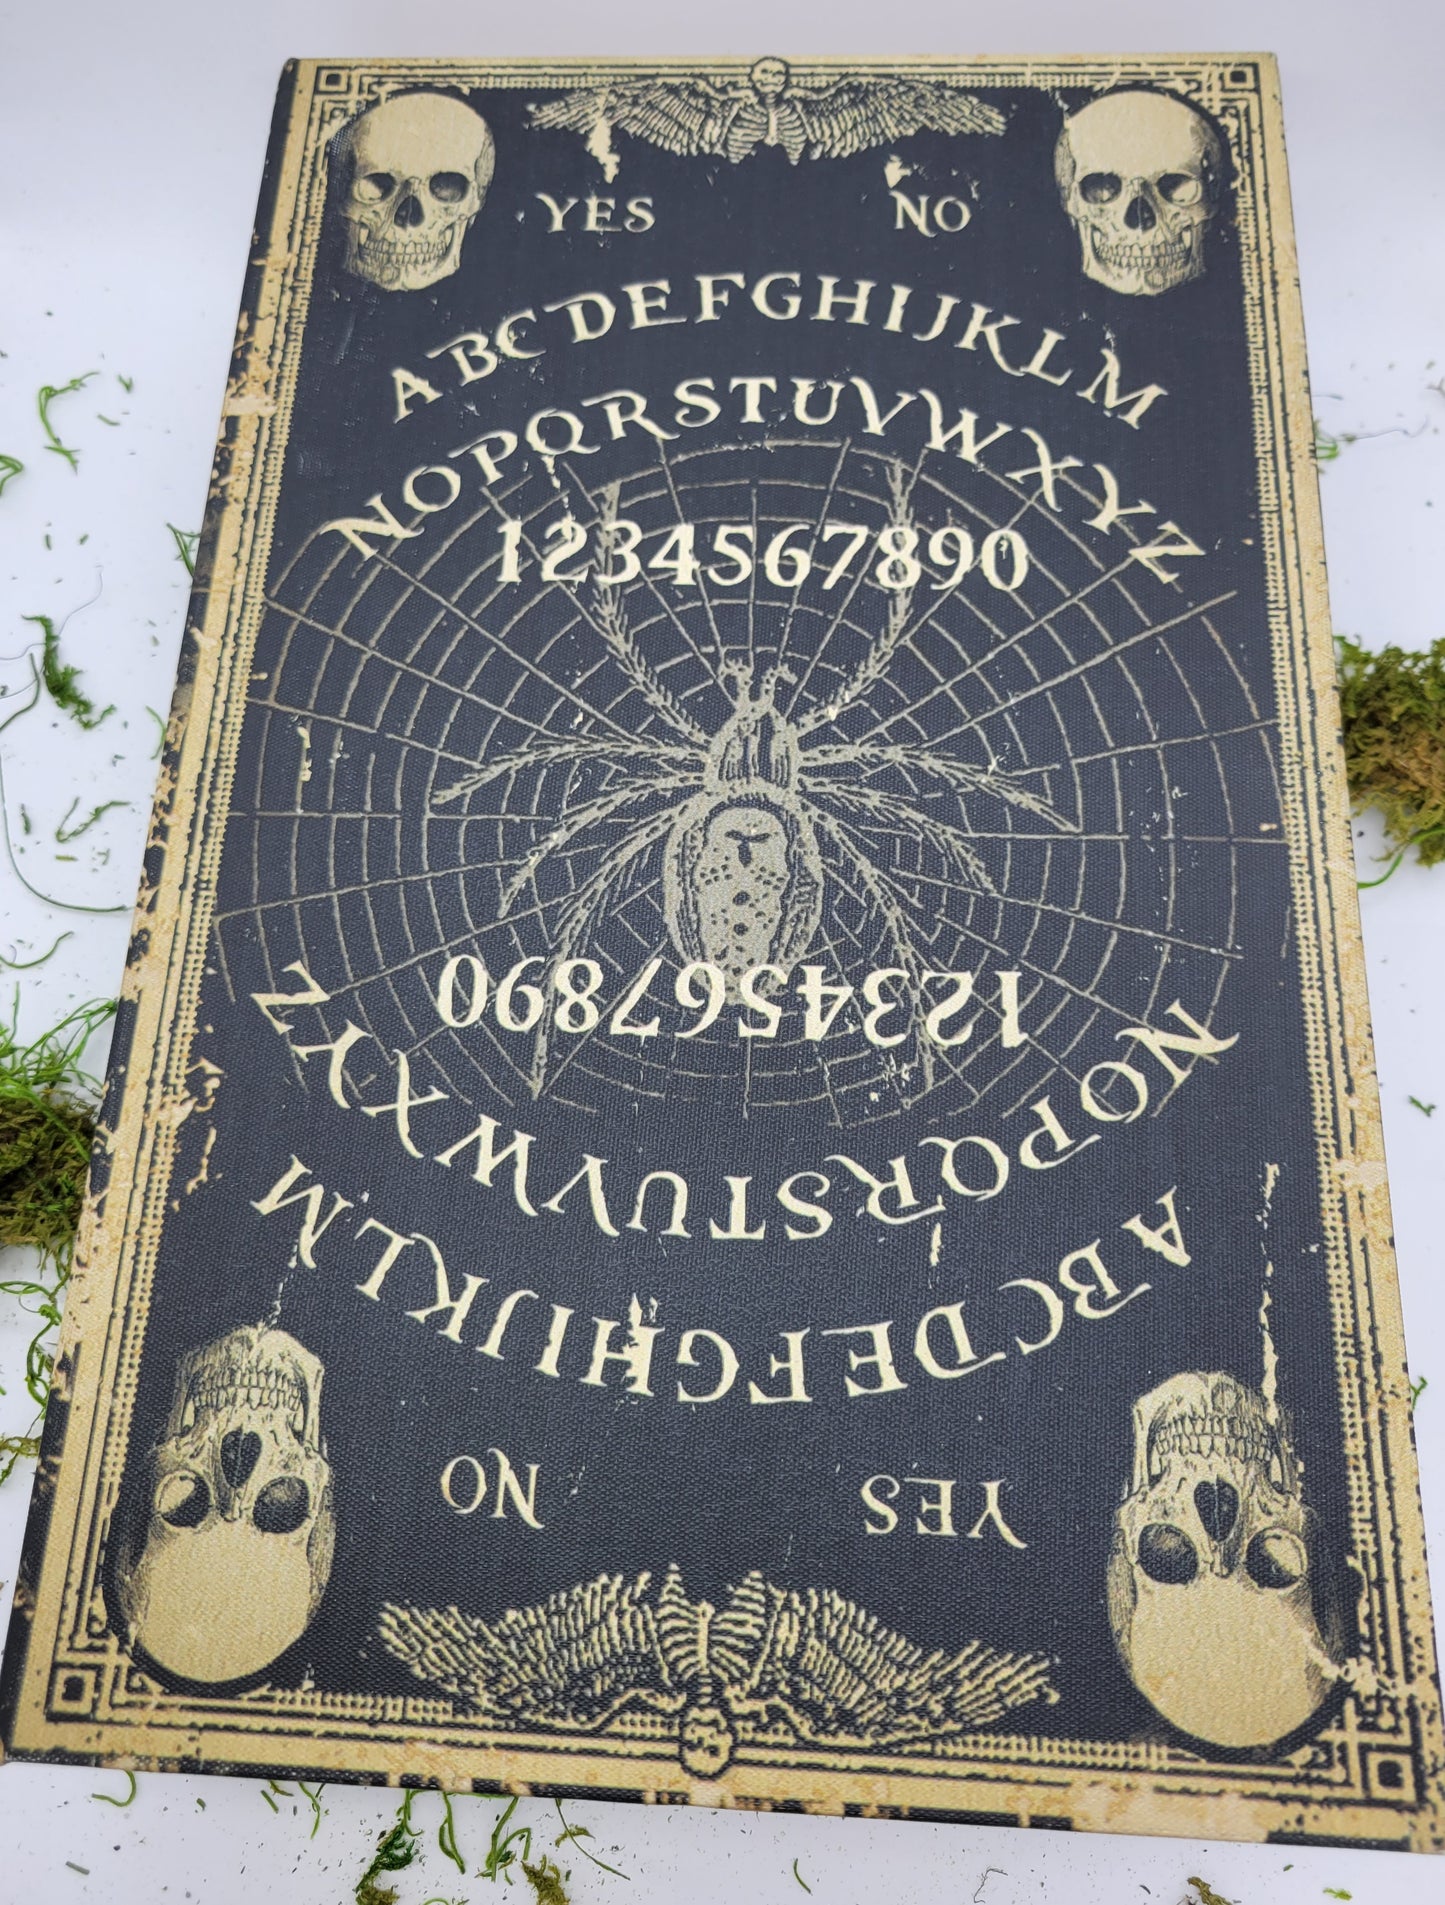 YES NO
ABCDEFGHIJKLM
NOPQRSTUVWXYZ
1234567890
1234567890
NOPQRSTUVWXYZ
ABCDEFGHIJKLM
YES NO